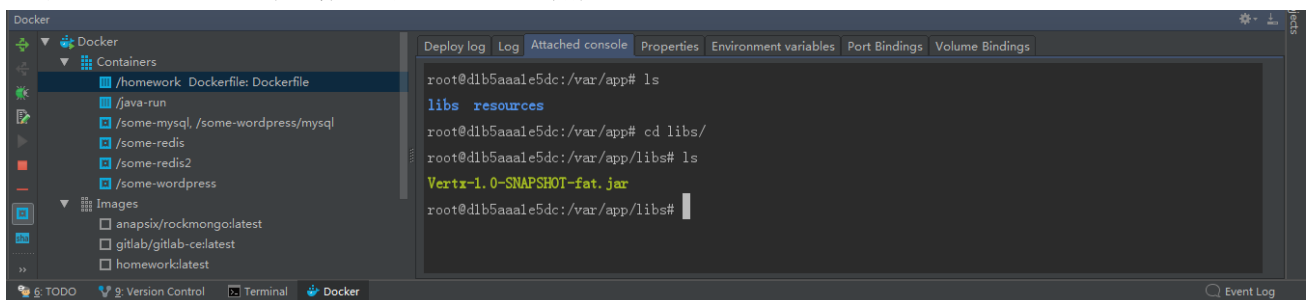 Docker
Docker
Containers
/homework Dockerfile: Dockerfile
/java-run
/some-mysql, /some-wordpress/mysql
/some-redis
/some-redis2
/some-wordpress
Images
anapsix/rockmongo:latest
gitlab/gitlab-ce:latest
homework:latest
sha
»
Deploy log Log Attached console Properties Environment variables Port Bindings Volume Bindings
root@d1b5aaa1e5dc:/var/app# ls
libs resources
root@d1b5aaa1e5dc:/var/app# cd libs/
root@d1b5aaa1e5dc:/var/app/libs# ls
Vertx-1.0-SNAPSHOT-fat.jar
root@d1b5aaa1e5dc:/var/app/libs#
jects
6: TODO 9: Version Control Terminal Docker Event Log